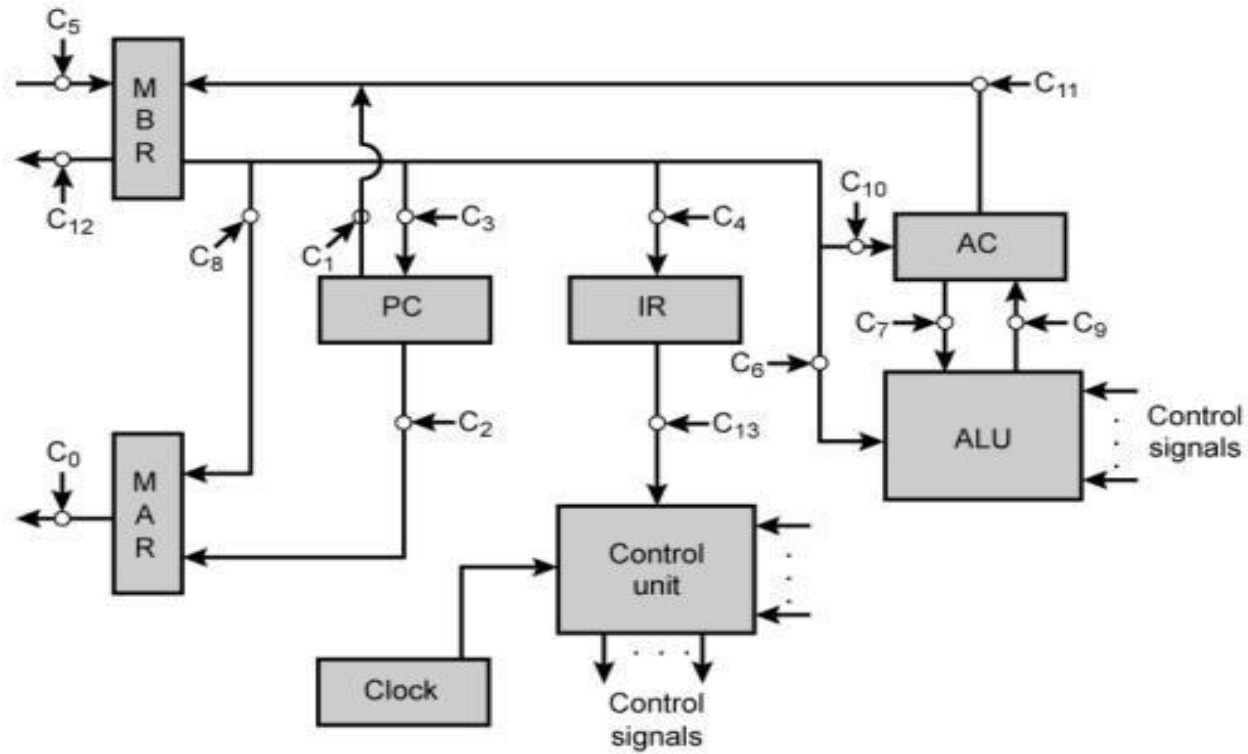 C5
M
B
R
C11
C12
C8
C1
C3
C4
C10
AC
PC
IR
C7
C9
C6
C2
C13
ALU
Control
signals
C0
M
A
R
Control
unit
Clock
Control
signals